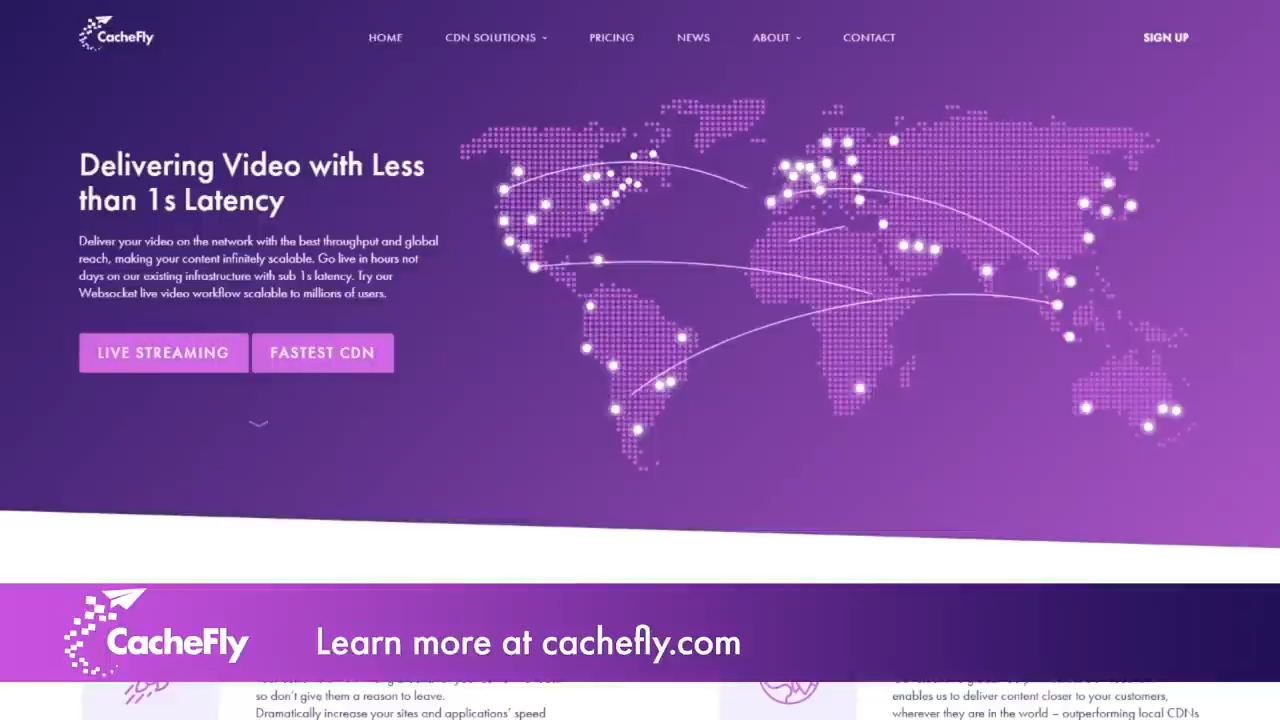 CacheFly
HOME
CDN SOLUTIONS
PRICING
NEWS
ABOUT
CONTACT
SIGN UP
Delivering Video with Less
than 1s Latency
Deliver your video on the network with the best throughput and global
reach, making your content infinitely scalable. Go live in hours not
days on our existing infrastructure with sub 1s latency. Try our
Websocket live video workflow scalable to millions of users.
LIVE STREAMING
FASTEST CDN
CacheFly
Learn more at cachefly.com
so don't give them a reason to leave.
Dramatically increase your sites and applications' speed
enables us to deliver content closer to your customers,
wherever they are in the world – outperforming local CDNs